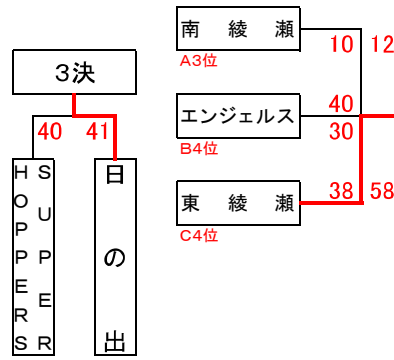 3決
40 41
SUPER
HOPPERS
日の出
南綾瀬
A3位
10 12
エンジェルス
B4位
40
30
東綾瀬
C4位
38 58